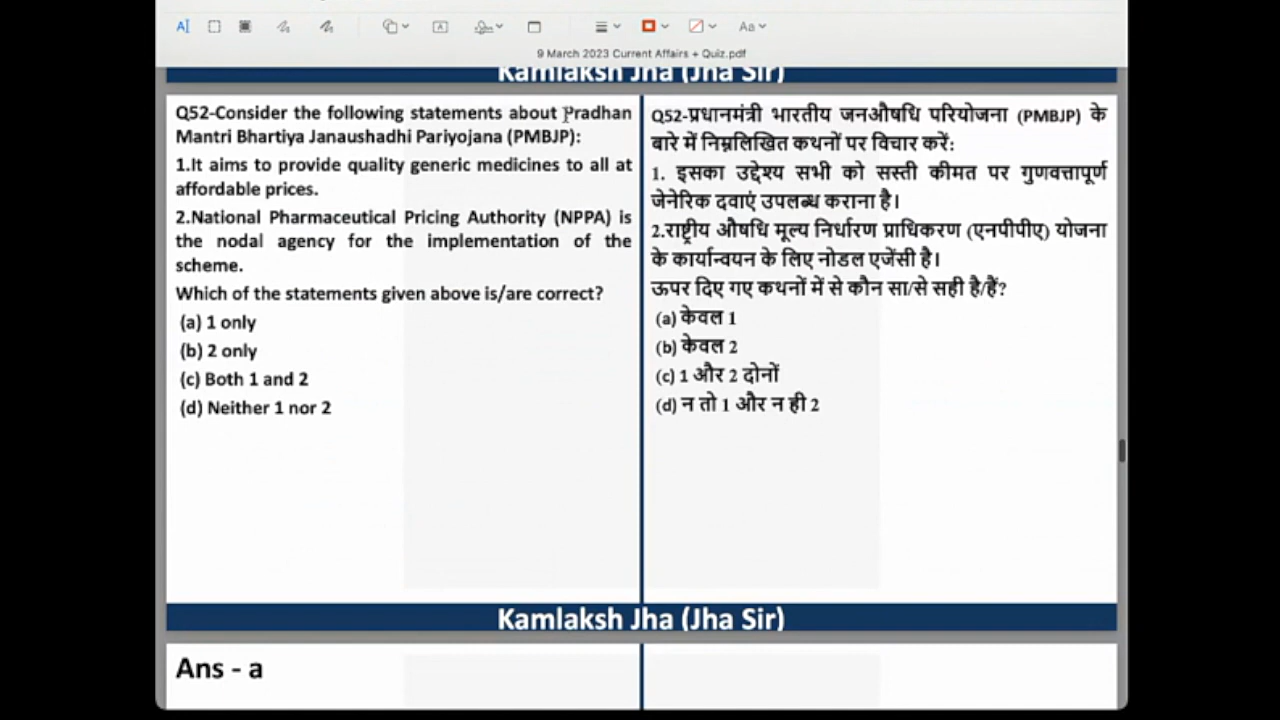 9 March 2023 Current Affairs + Quiz.pdf
Kamlaksh Jha (Jha Sir)
Q52-Consider the following statements about Pradhan
Mantri Bhartiya Janaushadhi Pariyojana (PMBJP):
1.It aims to provide quality generic medicines to all at
affordable prices.
2.National Pharmaceutical Pricing Authority (NPPA) is
the nodal agency for the implementation of the
scheme.
Which of the statements given above is/are correct?
(a) 1 only
(b) 2 only
(c) Both 1 and 2
(d) Neither 1 nor 2
Q52-प्रधानमंत्री भारतीय जनऔषधि परियोजना (PMBJP) के
बारे में निम्नलिखित कथनों पर विचार करें:
1. इसका उद्देश्य सभी को सस्ती कीमत पर गुणवत्तापूर्ण
जेनेरिक दवाएं उपलब्ध कराना है।
2.राष्ट्रीय औषधि मूल्य निर्धारण प्राधिकरण (एनपीपीए) योजना
के कार्यान्वयन के लिए नोडल एजेंसी है।
ऊपर दिए गए कथनों में से कौन सा/से सही है/हैं?
(a) केवल 1
(b) केवल 2
(c) 1 और 2 दोनों
(d) न तो 1 और न ही 2
Kamlaksh Jha (Jha Sir)
Ans - a